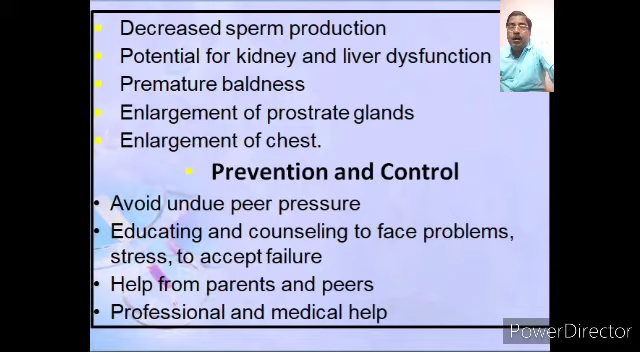 Decreased sperm production
Potential for kidney and liver dysfunction
Premature baldness
Enlargement of prostrate glands
Enlargement of chest.
Prevention and Control
Avoid undue peer pressure
Educating and counseling to face problems,
stress, to accept failure
Help from parents and peers
Professional and medical help
PowerDirector